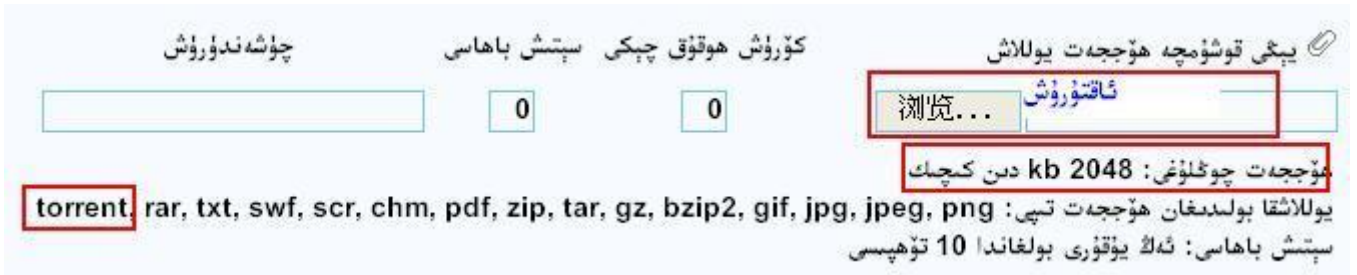 يېڭى قوشۇمچە ھۆججەت يوللاش كۆرۈش ھوقۇق چېكى سېتىش باھاسى چۈشەندۈرۈش
ئاقتۇرۇش
浏览... 0 0
ھۆججەت چوڭلۇغى: 2048 kb دىن كىچىك
يوللاشقا بولىدىغان ھۆججەت تىپى: torrent, rar, txt, swf, scr, chm, pdf, zip, tar, gz, bzip2, gif, jpg, jpeg, png
سېتىش باھاسى: ئەڭ يۇقۇرى بولغاندا 10 تۆھپىسى